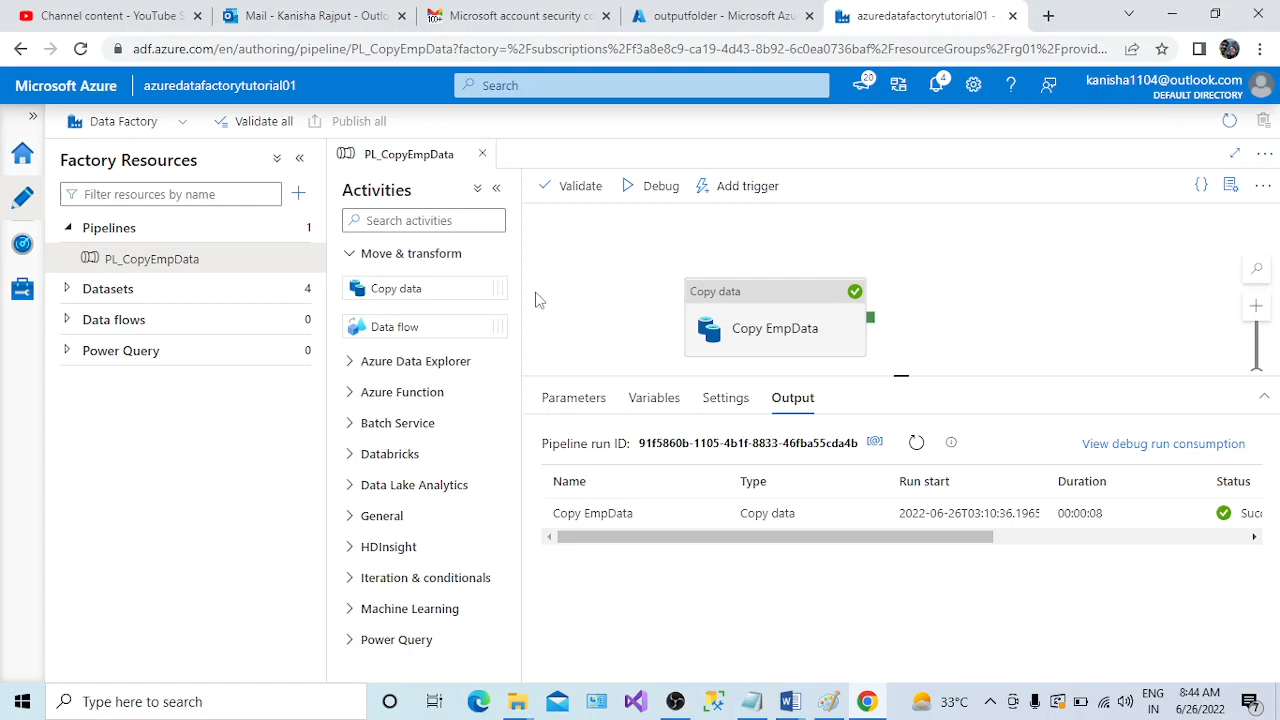 Channel content - YouTube S
Mail - Kanisha Rajput - Outlo
Microsoft account security co
outputfolder - Microsoft Azu
azuredatafactorytutorial01 -
adf.azure.com/en/authoring/pipeline/PL_CopyEmpData?factory=%2Fsubscriptions%2Ff3a8e8c9-ca19-4d43-8b92-6c0ea0736baf%2FresourceGroups%2Frg01%2Fprovid...
Microsoft Azure
azuredatafactorytutorial01
Search
20
4
kanisha1104@outlook.com
DEFAULT DIRECTORY
Data Factory
Validate all
Publish all
Factory Resources
Filter resources by name
Pipelines 1
PL_CopyEmpData
Datasets 4
Data flows 0
Power Query 0
PL_CopyEmpData
Activities
Search activities
Move & transform
Copy data
Data flow
Azure Data Explorer
Azure Function
Batch Service
Databricks
Data Lake Analytics
General
HDInsight
Iteration & conditionals
Machine Learning
Power Query
Validate
Debug
Add trigger
Copy data
Copy EmpData
Parameters Variables Settings Output
Pipeline run ID: 91f5860b-1105-4b1f-8833-46fba55cda4b
View debug run consumption
Name Type Run start Duration Status
Copy EmpData Copy data 2022-06-26T03:10:36.1965 00:00:08 Succ
Type here to search
33°C
ENG
IN
8:44 AM
6/26/2022
7